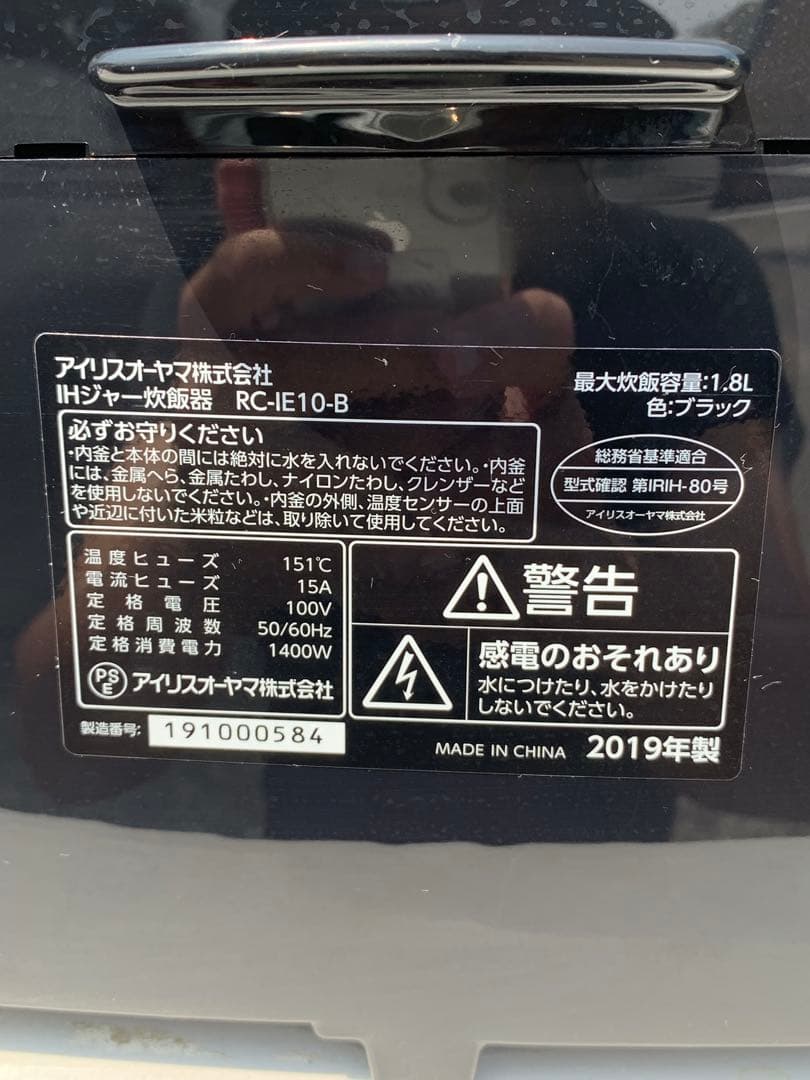 アイリスオーヤマ株式会社
IHジャー炊飯器 RC-IE10-B
最大炊飯容量:1.8L
色:ブラック
必ずお守りください
・内釜と本体の間には絶対に水を入れないでください。・内釜
には、金属へら、金属たわし、ナイロンたわし、クレンザーなど
を使用しないでください。・内釜の外側、温度センサーの上面
や近辺に付いた米粒などは、取り除いて使用してください。
総務省基準適合
型式確認 第IRIH-80号
アイリスオーヤマ株式会社
温度ヒューズ 151℃
電流ヒューズ 15A
定格電圧 100V
定格周波数 50/60Hz
定格消費電力 1400W
PSE アイリスオーヤマ株式会社
警告
感電のおそれあり
水につけたり、水をかけたり
しないでください。
製造番号: 191000584
MADE IN CHINA 2019年製